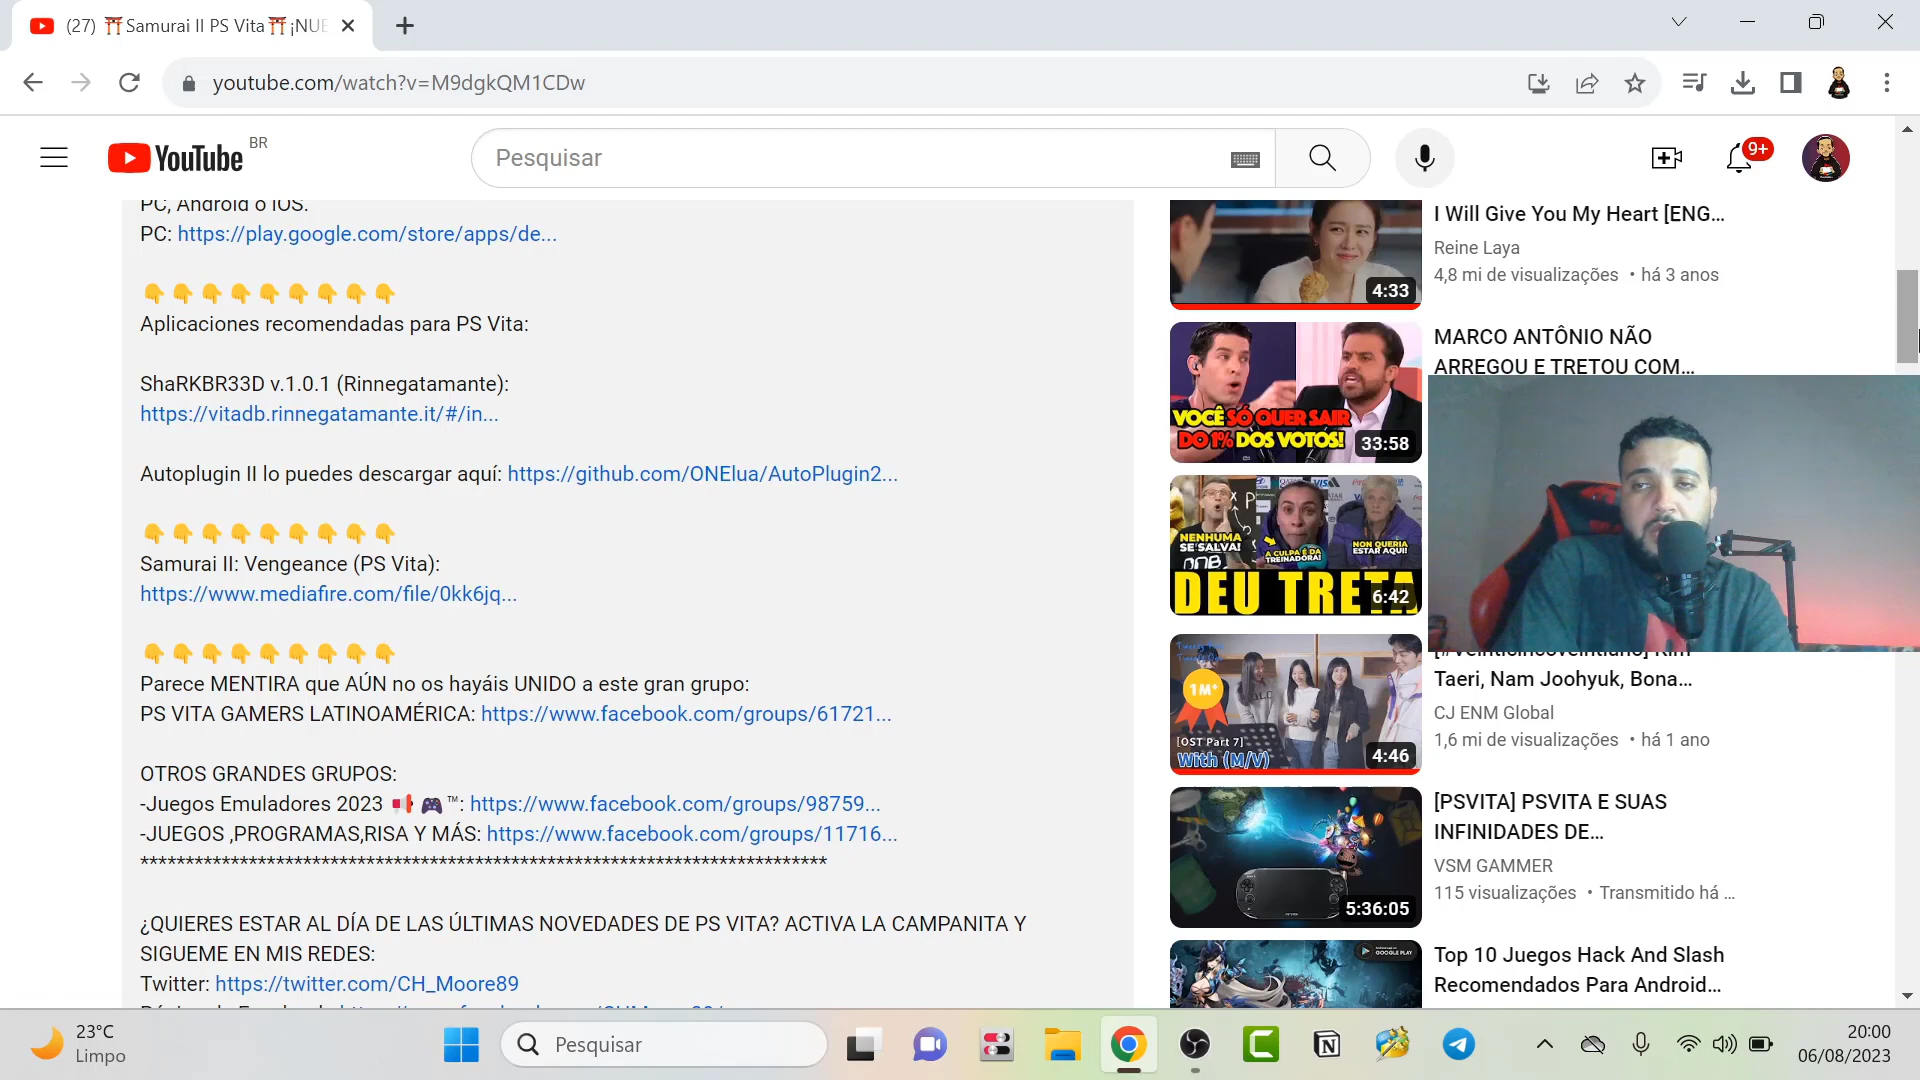 (27) ⛩Samurai II PS Vita⛩¡NUE
youtube.com/watch?v=M9dgkQM1CDw
YouTube BR
Pesquisar
9+
PC, Android o iOS.
PC: https://play.google.com/store/apps/de...
👇👇👇👇👇👇👇👇👇
Aplicaciones recomendadas para PS Vita:
ShaRKBR33D v.1.0.1 (Rinnegatamante):
https://vitadb.rinnegatamante.it/#/in...
Autoplugin II lo puedes descargar aquí: https://github.com/ONElua/AutoPlugin2...
👇👇👇👇👇👇👇👇👇
Samurai II: Vengeance (PS Vita):
https://www.mediafire.com/file/0kk6jq...
👇👇👇👇👇👇👇👇👇
Parece MENTIRA que AÚN no os hayáis UNIDO a este gran grupo:
PS VITA GAMERS LATINOAMÉRICA: https://www.facebook.com/groups/61721...
OTROS GRANDES GRUPOS:
-Juegos Emuladores 2023 📢🎮™: https://www.facebook.com/groups/98759...
-JUEGOS ,PROGRAMAS,RISA Y MÁS: https://www.facebook.com/groups/11716...
******************************************************************************
¿QUIERES ESTAR AL DÍA DE LAS ÚLTIMAS NOVEDADES DE PS VITA? ACTIVA LA CAMPANITA Y
SIGUEME EN MIS REDES:
Twitter: https://twitter.com/CH_Moore89
4:33
I Will Give You My Heart [ENG...
Reine Laya
4,8 mi de visualizações • há 3 anos
VOCÊ SÓ QUER SAIR
DO 1% DOS VOTOS!
33:58
MARCO ANTÔNIO NÃO
ARREGOU E TRETOU COM...
NENHUMA
SE SALVA!
A CULPA É DA
TREINADORA!
NON QUERIA
ESTAR AQUI!
DEU TRETA
6:42
1M+
[OST Part 7]
With (M/V)
4:46
Taeri, Nam Joohyuk, Bona...
CJ ENM Global
1,6 mi de visualizações • há 1 ano
5:36:05
[PSVITA] PSVITA E SUAS
INFINIDADES DE...
VSM GAMMER
115 visualizações • Transmitido há ...
GOOGLE PLAY
Top 10 Juegos Hack And Slash
Recomendados Para Android...
23°C
Limpo
Pesquisar
20:00
06/08/2023